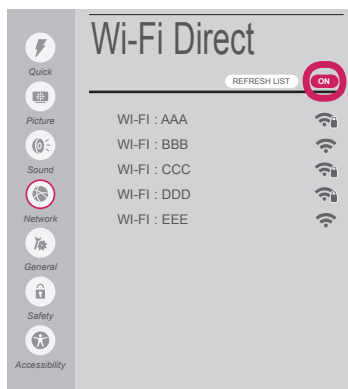 Wi-Fi Direct
REFRESH LIST ON
Quick
Picture
Sound
Network
General
Safety
Accessibility
WI-FI : AAA
WI-FI : BBB
WI-FI : CCC
WI-FI : DDD
WI-FI : EEE